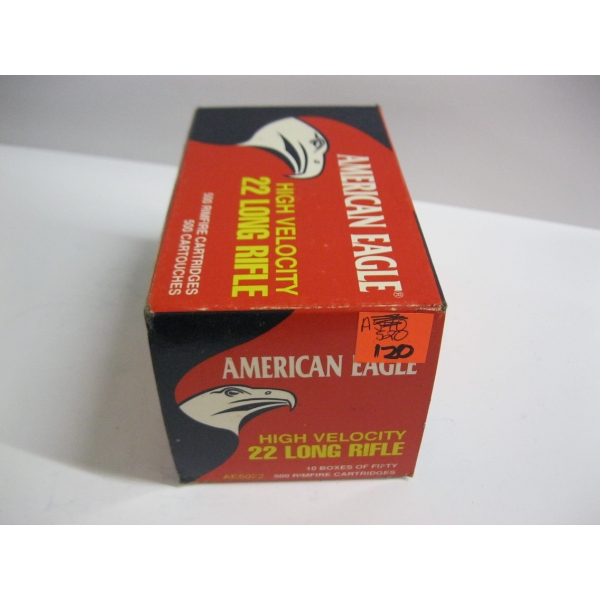 AMERICAN EAGLE®
HIGH VELOCITY
22 LONG RIFLE
500 RIMFIRE CARTRIDGES
500 CARTOUCHES
A
520
120
AMERICAN EAGLE
HIGH VELOCITY
22 LONG RIFLE
10 BOXES OF FIFTY
500 RIMFIRE CARTRIDGES